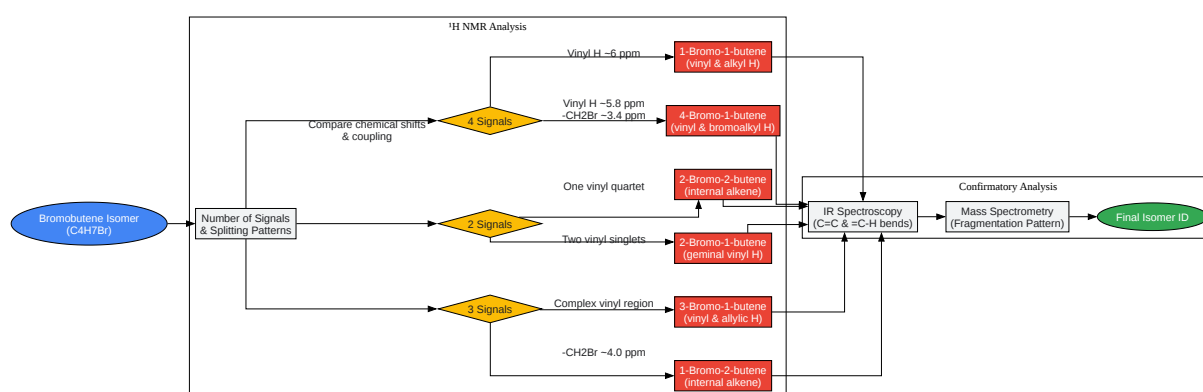 ¹H NMR Analysis
Vinyl H ~6 ppm
1-Bromo-1-butene
(vinyl & alkyl H)
Compare chemical shifts
& coupling
4 Signals
Vinyl H ~5.8 ppm
-CH2Br ~3.4 ppm
4-Bromo-1-butene
(vinyl & bromoalkyl H)
One vinyl quartet
2-Bromo-2-butene
(internal alkene)
Confirmatory Analysis
Bromobutene Isomer
(C4H7Br)
Number of Signals
& Splitting Patterns
2 Signals
IR Spectroscopy
(C=C & =C-H bends)
Mass Spectrometry
(Fragmentation Pattern)
Final Isomer ID
Two vinyl singlets
2-Bromo-1-butene
(geminal vinyl H)
3 Signals
Complex vinyl region
3-Bromo-1-butene
(vinyl & allylic H)
-CH2Br ~4.0 ppm
1-Bromo-2-butene
(internal alkene)